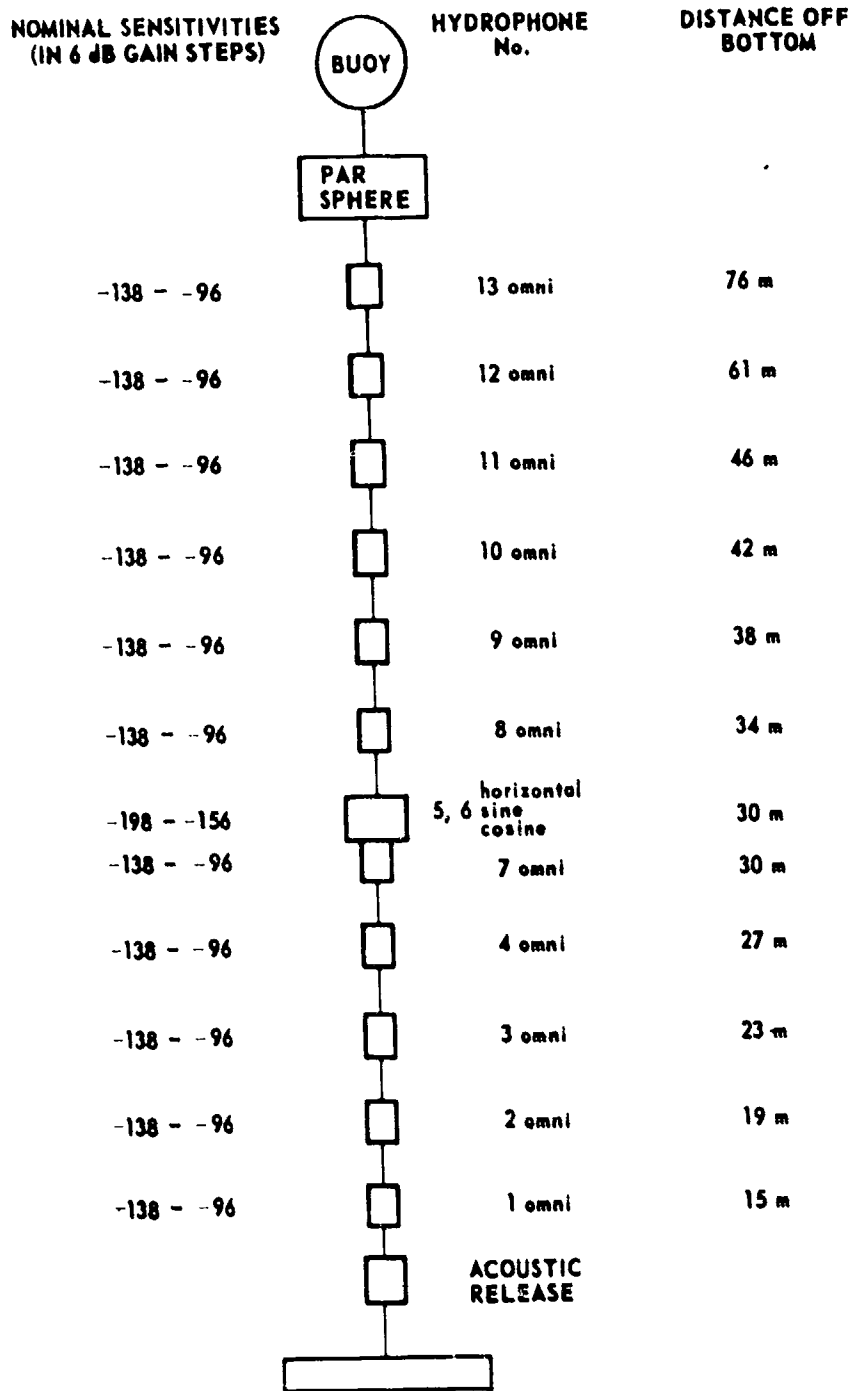 NOMINAL SENSITIVITIES
(IN 6 dB GAIN STEPS)
HYDROPHONE
No.
DISTANCE OFF
BOTTOM
BUOY
PAR
SPHERE
-138 - -96 13 omni 76 m
-138 - -96 12 omni 61 m
-138 - -96 11 omni 46 m
-138 - -96 10 omni 42 m
-138 - -96 9 omni 38 m
-138 - -96 8 omni 34 m
horizontal
-198 - -156 5, 6 sine 30 m
cosine
-138 - -96 7 omni 30 m
-138 - -96 4 omni 27 m
-138 - -96 3 omni 23 m
-138 - -96 2 omni 19 m
-138 - -96 1 omni 15 m
ACOUSTIC
RELEASE